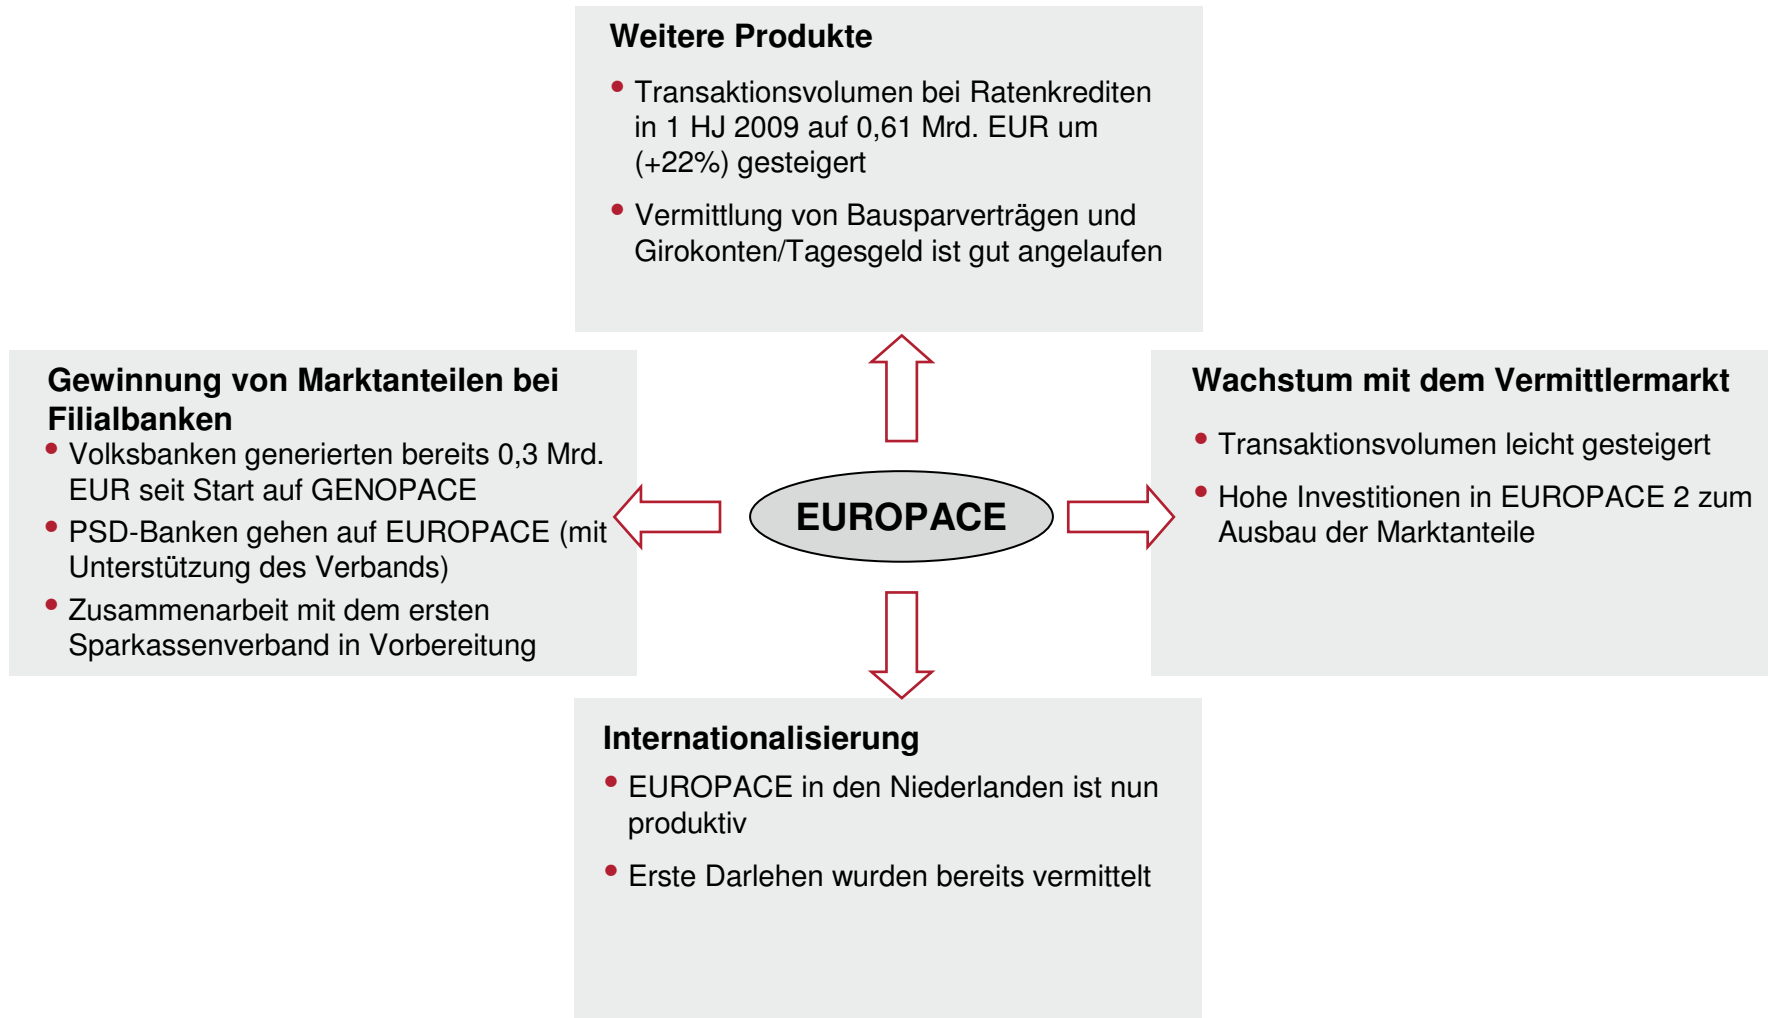 Weitere Produkte
• Transaktionsvolumen bei Ratenkrediten
in 1 HJ 2009 auf 0,61 Mrd. EUR um
(+22%) gesteigert
• Vermittlung von Bausparverträgen und
Girokonten/Tagesgeld ist gut angelaufen
Gewinnung von Marktanteilen bei
Filialbanken
• Volksbanken generierten bereits 0,3 Mrd.
EUR seit Start auf GENOPACE
• PSD-Banken gehen auf EUROPACE (mit
Unterstützung des Verbands)
• Zusammenarbeit mit dem ersten
Sparkassenverband in Vorbereitung
EUROPACE
Wachstum mit dem Vermittlermarkt
• Transaktionsvolumen leicht gesteigert
• Hohe Investitionen in EUROPACE 2 zum
Ausbau der Marktanteile
Internationalisierung
• EUROPACE in den Niederlanden ist nun
produktiv
• Erste Darlehen wurden bereits vermittelt